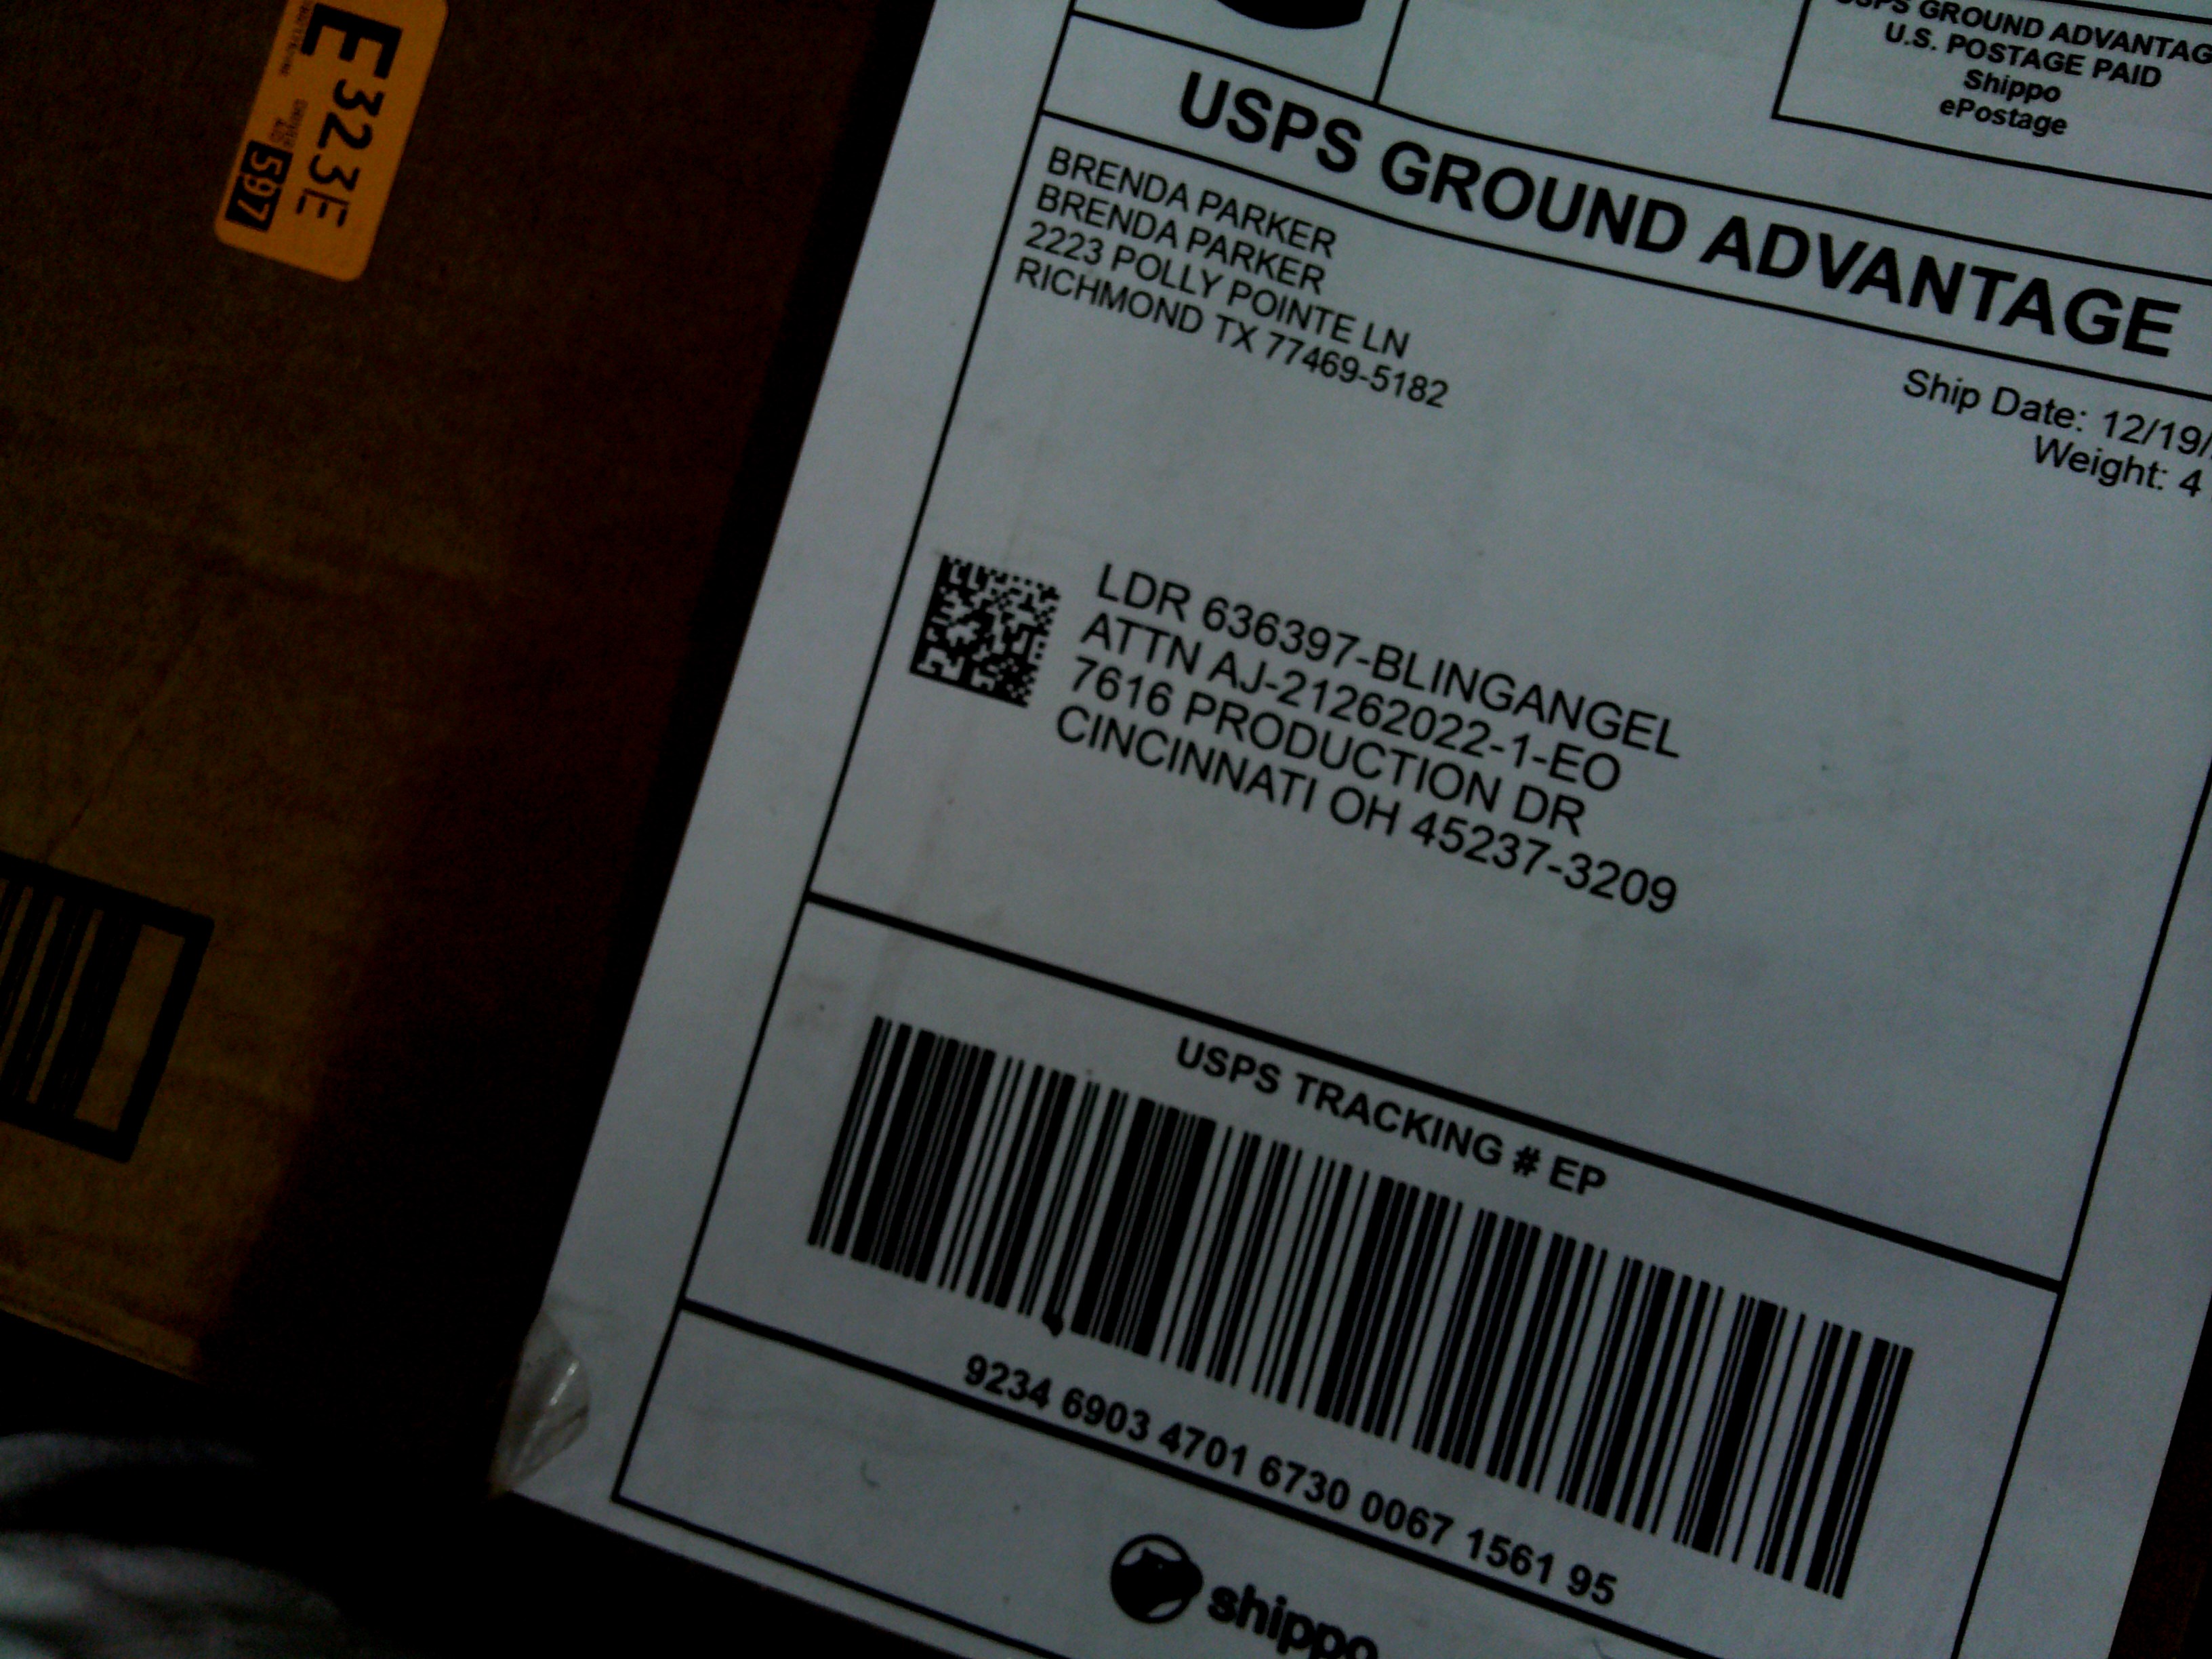 E323E
597
USPS GROUND ADVANTAG
U.S. POSTAGE PAID
Shippo
ePostage
USPS GROUND ADVANTAGE
BRENDA PARKER
BRENDA PARKER
2223 POLLY POINTE LN
RICHMOND TX 77469-5182
Ship Date: 12/19/
Weight: 4
LDR 636397-BLINGANGEL
ATTN AJ-21262022-1-EO
7616 PRODUCTION DR
CINCINNATI OH 45237-3209
USPS TRACKING # EP
9234 6903 4701 6730 0067 1561 95
shippo